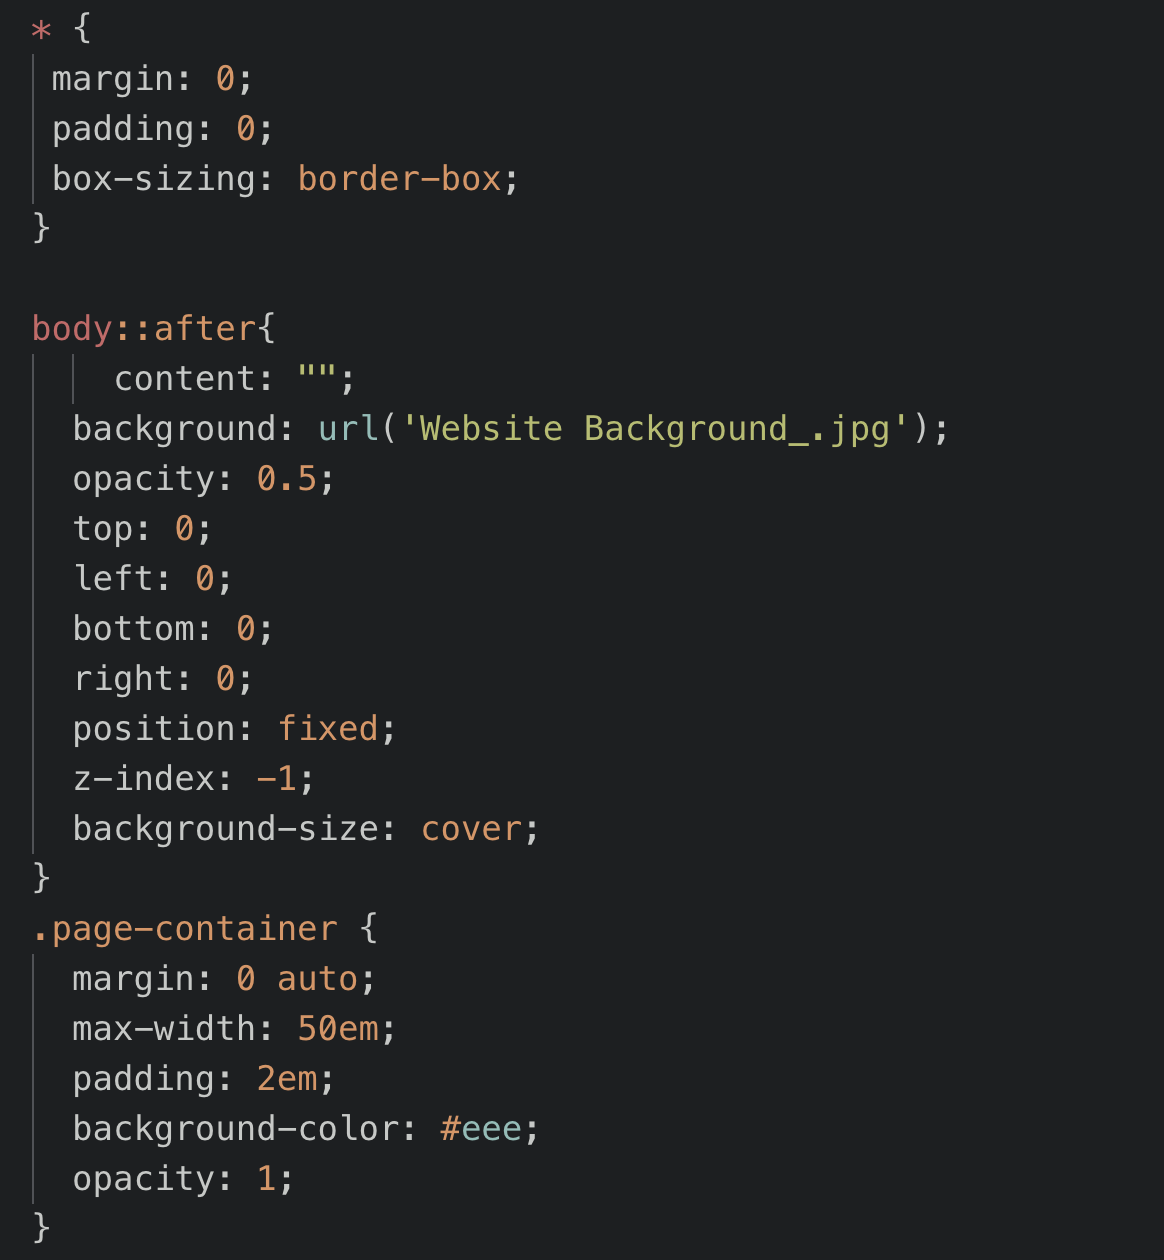 * {
 margin: 0;
 padding: 0;
 box-sizing: border-box;
}

body::after{
    content: "";
  background: url('Website Background_.jpg');
  opacity: 0.5;
  top: 0;
  left: 0;
  bottom: 0;
  right: 0;
  position: fixed;
  z-index: -1;
  background-size: cover;
}
.page-container {
  margin: 0 auto;
  max-width: 50em;
  padding: 2em;
  background-color: #eee;
  opacity: 1;
}